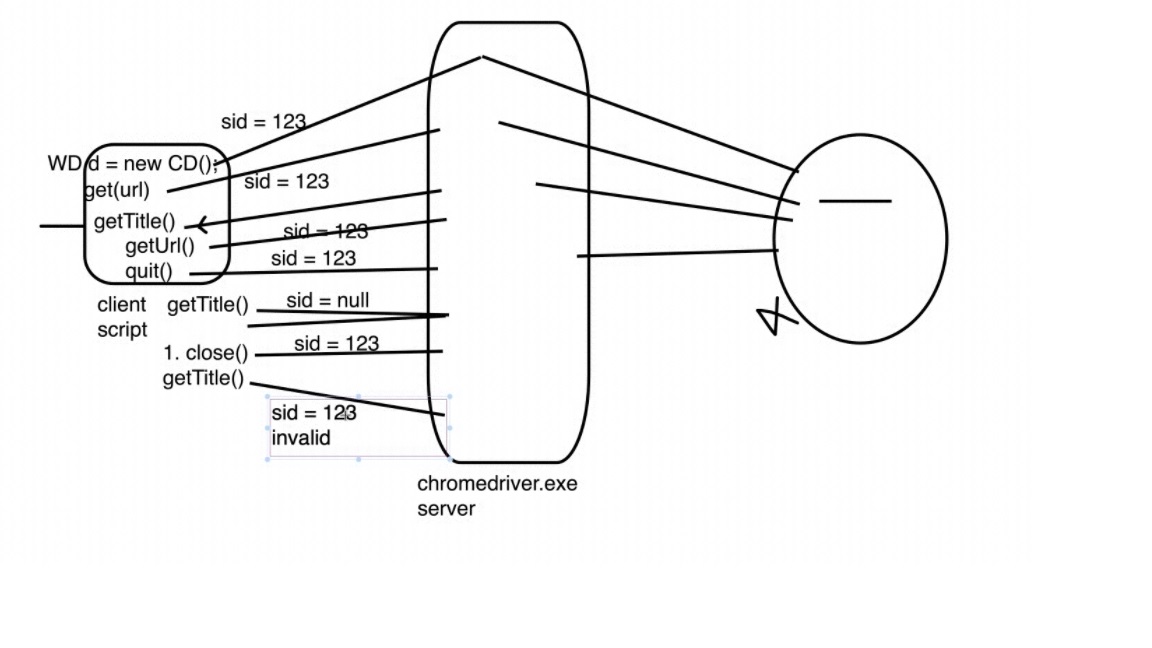 sid = 123
WD d = new CD();
get(url)
sid = 123
getTitle()
sid = 123
getUrl()
sid = 123
quit()
client
script
getTitle()
sid = null
sid = 123
1. close()
getTitle()
sid = 123
invalid
chromedriver.exe
server